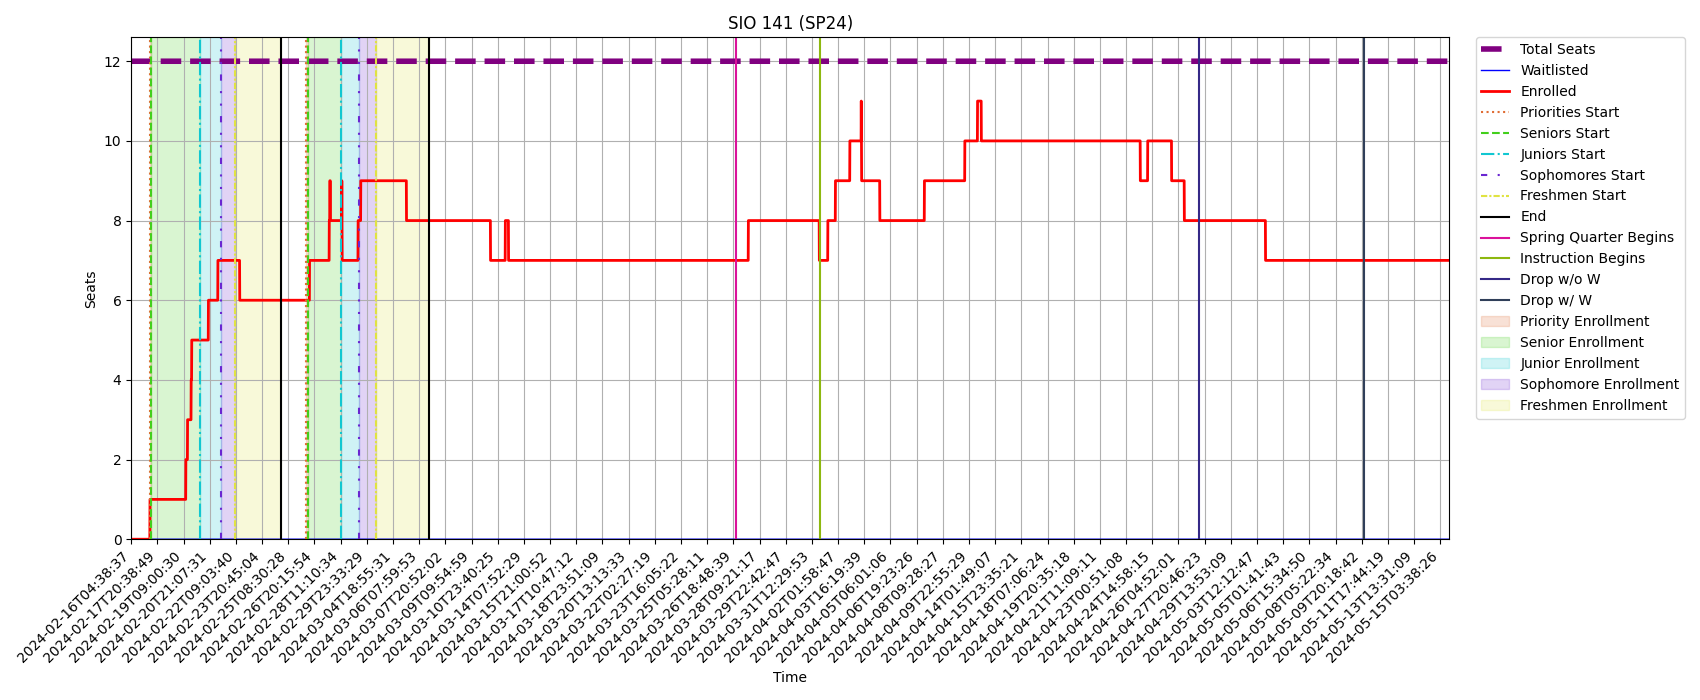 SIO 141 (SP24)
Seats
12
10
8
6
4
2
0
2024-02-16T04:38:37
2024-02-17T20:38:49
2024-02-19T09:00:30
2024-02-20T21:07:31
2024-02-22T09:03:40
2024-02-23T20:45:04
2024-02-25T08:30:28
2024-02-26T20:15:54
2024-02-28T11:10:34
2024-02-29T23:33:29
2024-03-04T18:55:31
2024-03-06T07:59:53
2024-03-07T20:52:02
2024-03-09T09:54:59
2024-03-10T23:40:25
2024-03-14T07:52:29
2024-03-15T21:00:52
2024-03-17T10:47:12
2024-03-18T23:51:09
2024-03-20T13:13:33
2024-03-22T02:27:19
2024-03-23T16:05:22
2024-03-25T05:28:11
2024-03-26T18:48:39
2024-03-28T09:21:17
2024-03-29T22:42:47
2024-03-31T12:29:53
2024-04-02T01:58:47
2024-04-03T16:19:39
2024-04-05T06:01:06
2024-04-06T19:23:26
2024-04-08T09:28:27
2024-04-09T22:55:29
2024-04-14T01:49:07
2024-04-15T23:35:21
2024-04-18T07:06:24
2024-04-19T20:35:18
2024-04-21T11:09:11
2024-04-23T00:51:08
2024-04-24T14:58:15
2024-04-26T04:52:01
2024-04-27T20:46:23
2024-04-29T13:53:09
2024-05-03T12:12:47
2024-05-05T01:41:43
2024-05-06T15:34:50
2024-05-08T05:22:34
2024-05-09T20:18:42
2024-05-11T17:44:19
2024-05-13T13:31:09
2024-05-15T03:38:26
Time
Total Seats
Waitlisted
Enrolled
Priorities Start
Seniors Start
Juniors Start
Sophomores Start
Freshmen Start
End
Spring Quarter Begins
Instruction Begins
Drop w/o W
Drop w/ W
Priority Enrollment
Senior Enrollment
Junior Enrollment
Sophomore Enrollment
Freshmen Enrollment